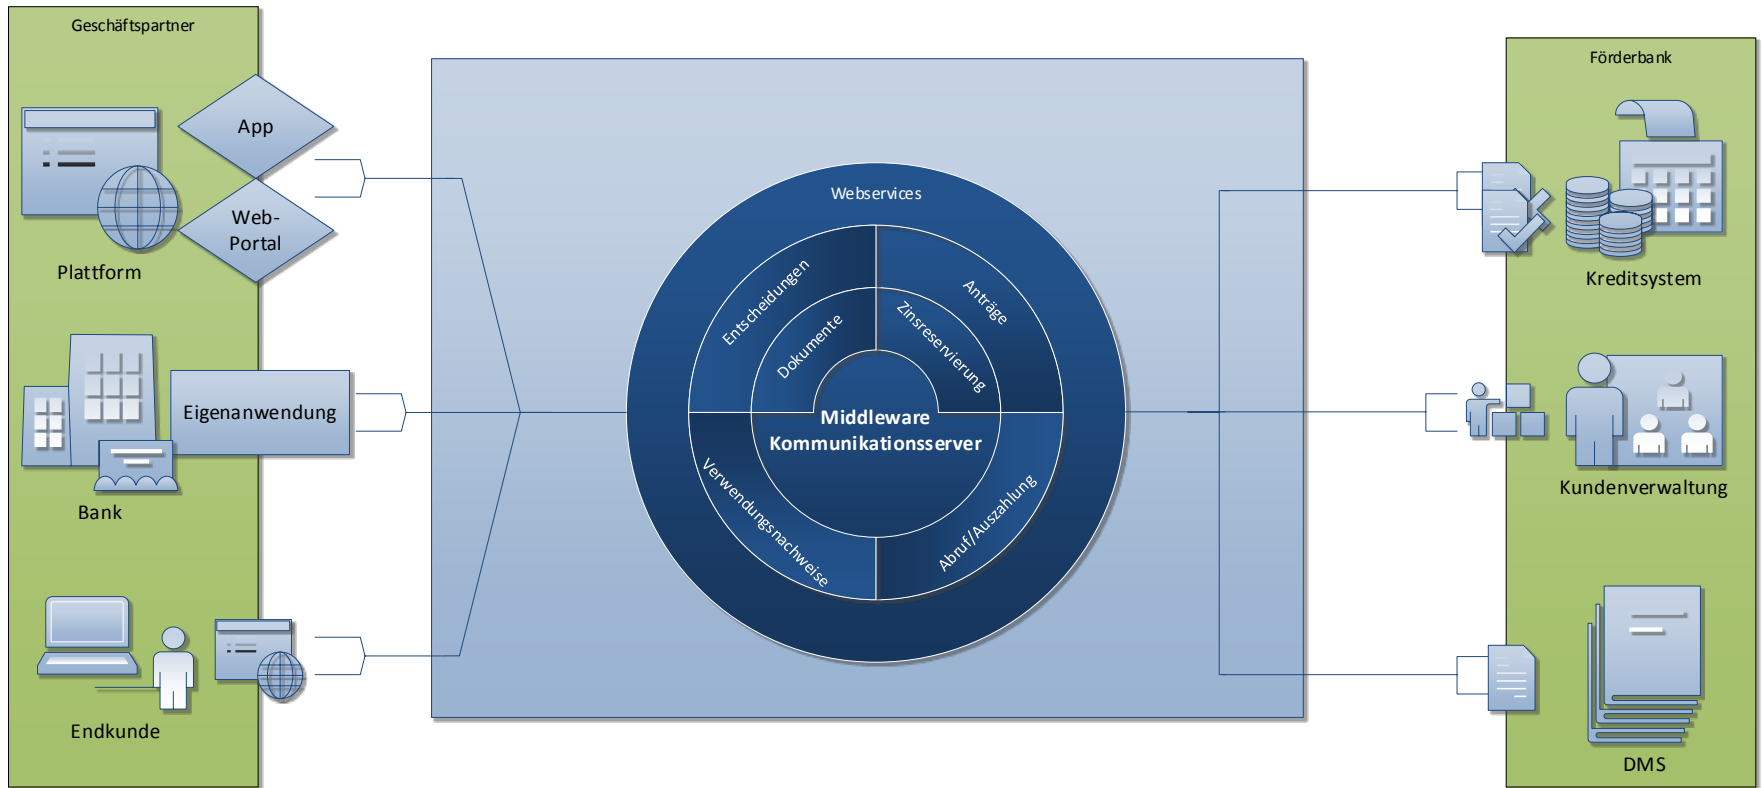 Geschäftspartner
App
Web-
Portal
Plattform
Eigenanwendung
Bank
Endkunde
Webservices
Entscheidungen
Anträge
Dokumente
Zinsreservierung
Middleware
Kommunikationsserver
Verwendungsnachweise
Abruf/Auszahlung
Förderbank
Kreditsystem
Kundenverwaltung
DMS